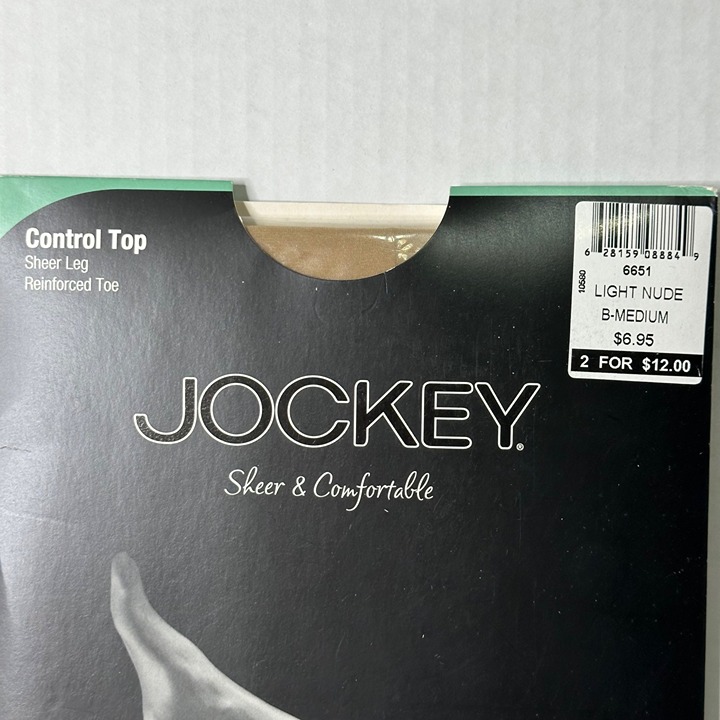 Control Top
Sheer Leg
Reinforced Toe
6 28159 08884 9
6651
10580
LIGHT NUDE
B-MEDIUM
$6.95
2 FOR $12.00
JOCKEY®
Sheer & Comfortable